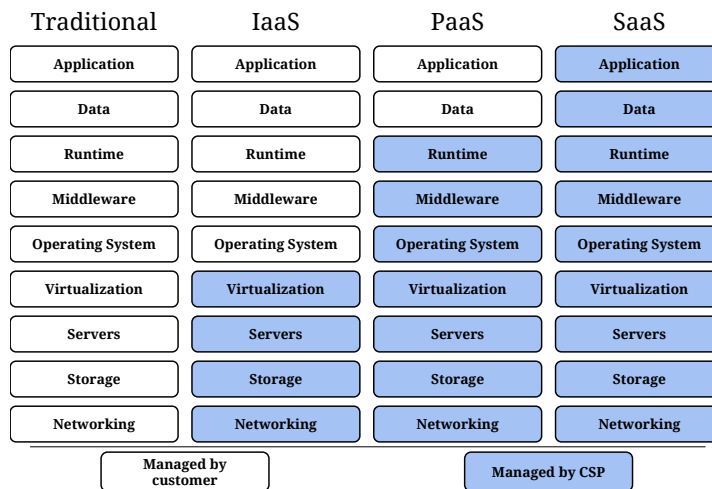 Traditional IaaS PaaS SaaS
Application Application Application Application
Data Data Data Data
Runtime Runtime Runtime Runtime
Middleware Middleware Middleware Middleware
Operating System Operating System Operating System Operating System
Virtualization Virtualization Virtualization Virtualization
Servers Servers Servers Servers
Storage Storage Storage Storage
Networking Networking Networking Networking
Managed by
customer
Managed by CSP